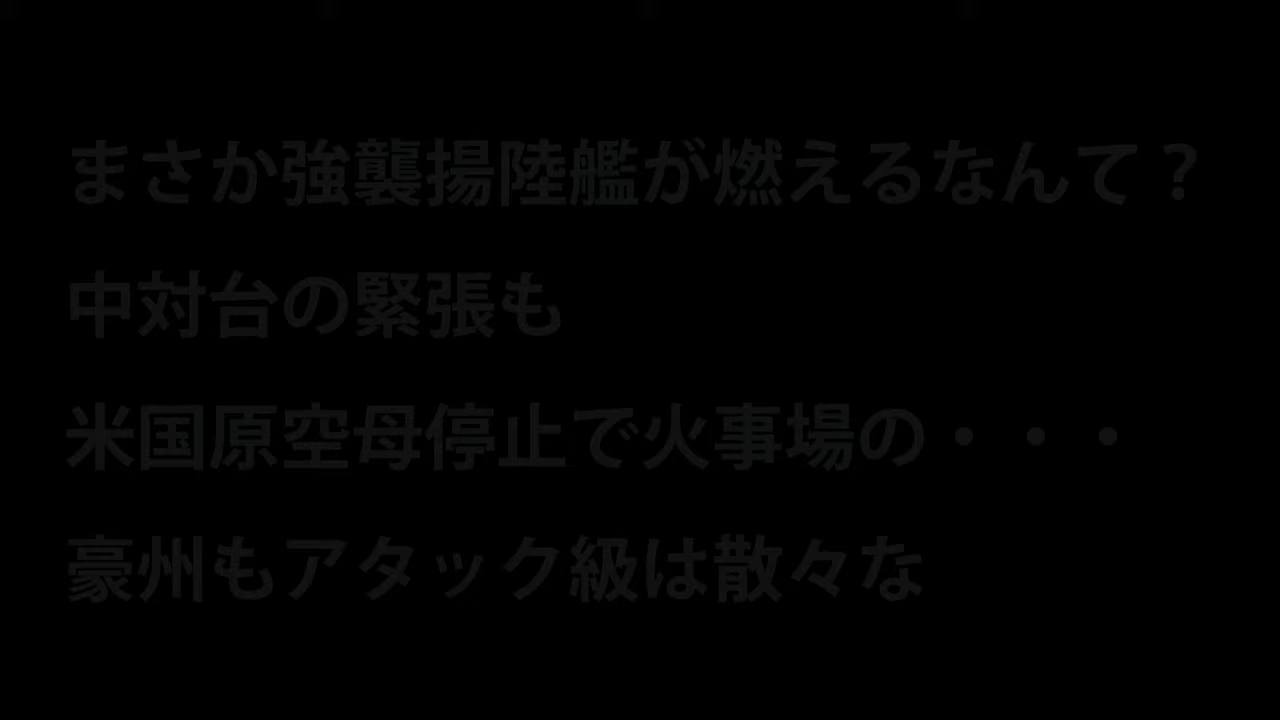 まさか強襲揚陸艦が燃えるなんて？
中対台の緊張も
米国原空母停止で火事場の・・・
豪州もアタック級は散々な